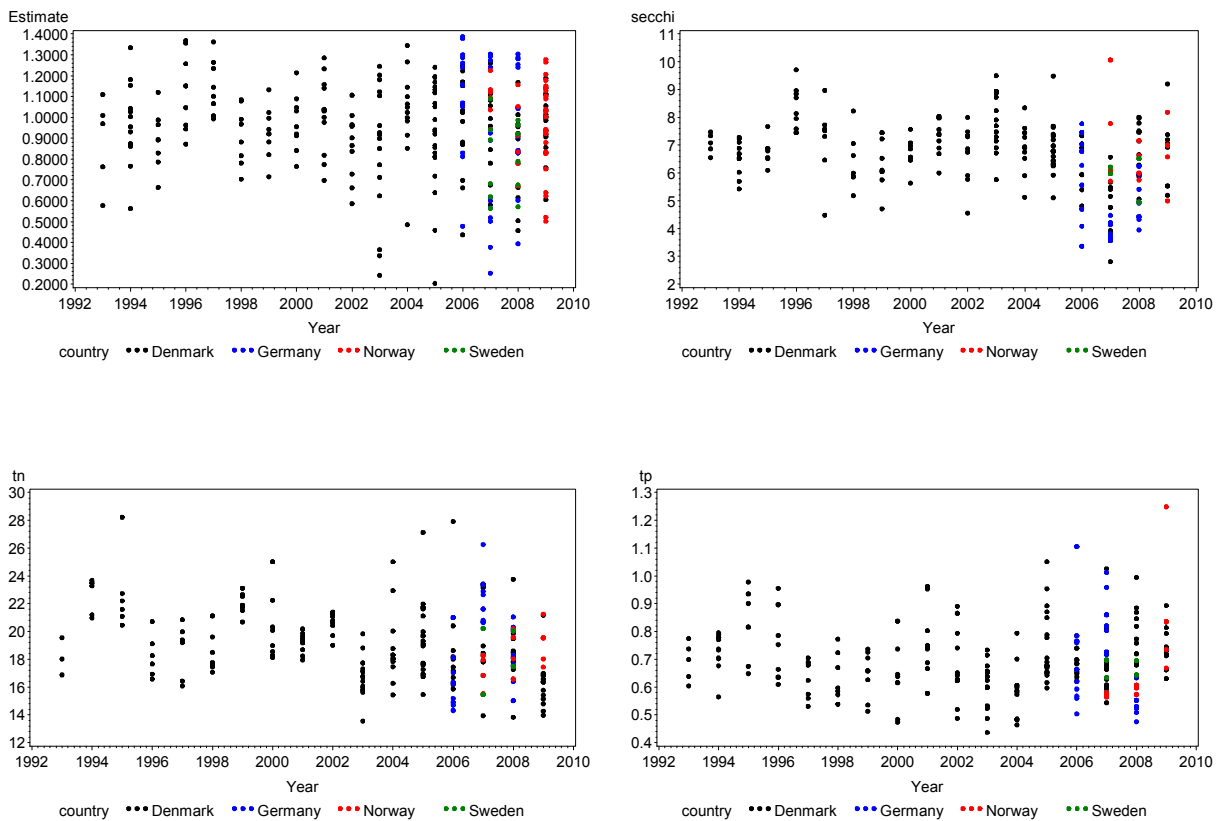 Estimate
1.4000
1.3000
1.2000
1.1000
1.0000
0.9000
0.8000
0.7000
0.6000
0.5000
0.4000
0.3000
0.2000
1992 1994 1996 1998 2000 2002 2004 2006 2008 2010
Year
country Denmark Germany Norway Sweden
secchi
11
10
9
8
7
6
5
4
3
2
1992 1994 1996 1998 2000 2002 2004 2006 2008 2010
Year
country Denmark Germany Norway Sweden
tn
30
28
26
24
22
20
18
16
14
12
1992 1994 1996 1998 2000 2002 2004 2006 2008 2010
Year
country Denmark Germany Norway Sweden
tp
1.3
1.2
1.1
1.0
0.9
0.8
0.7
0.6
0.5
0.4
1992 1994 1996 1998 2000 2002 2004 2006 2008 2010
Year
country Denmark Germany Norway Sweden